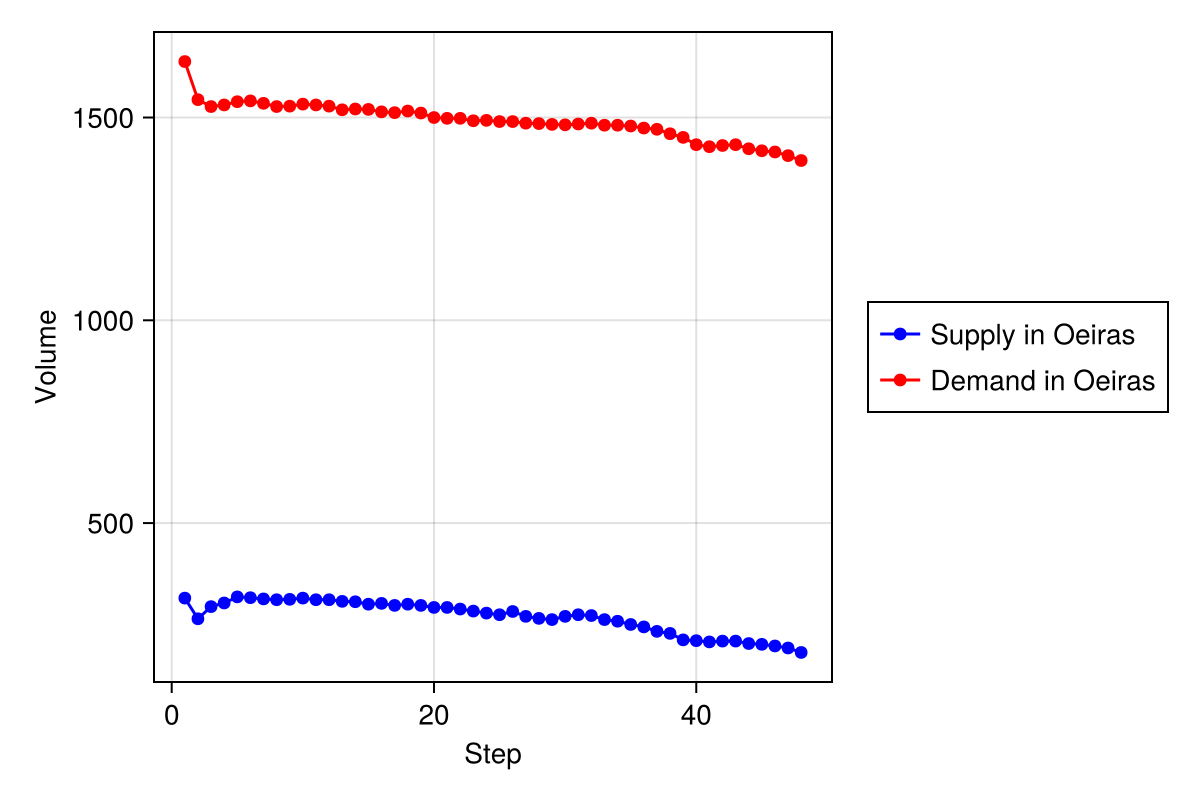 1500
1000
500
Volume
0 20 40
Step
Supply in Oeiras
Demand in Oeiras